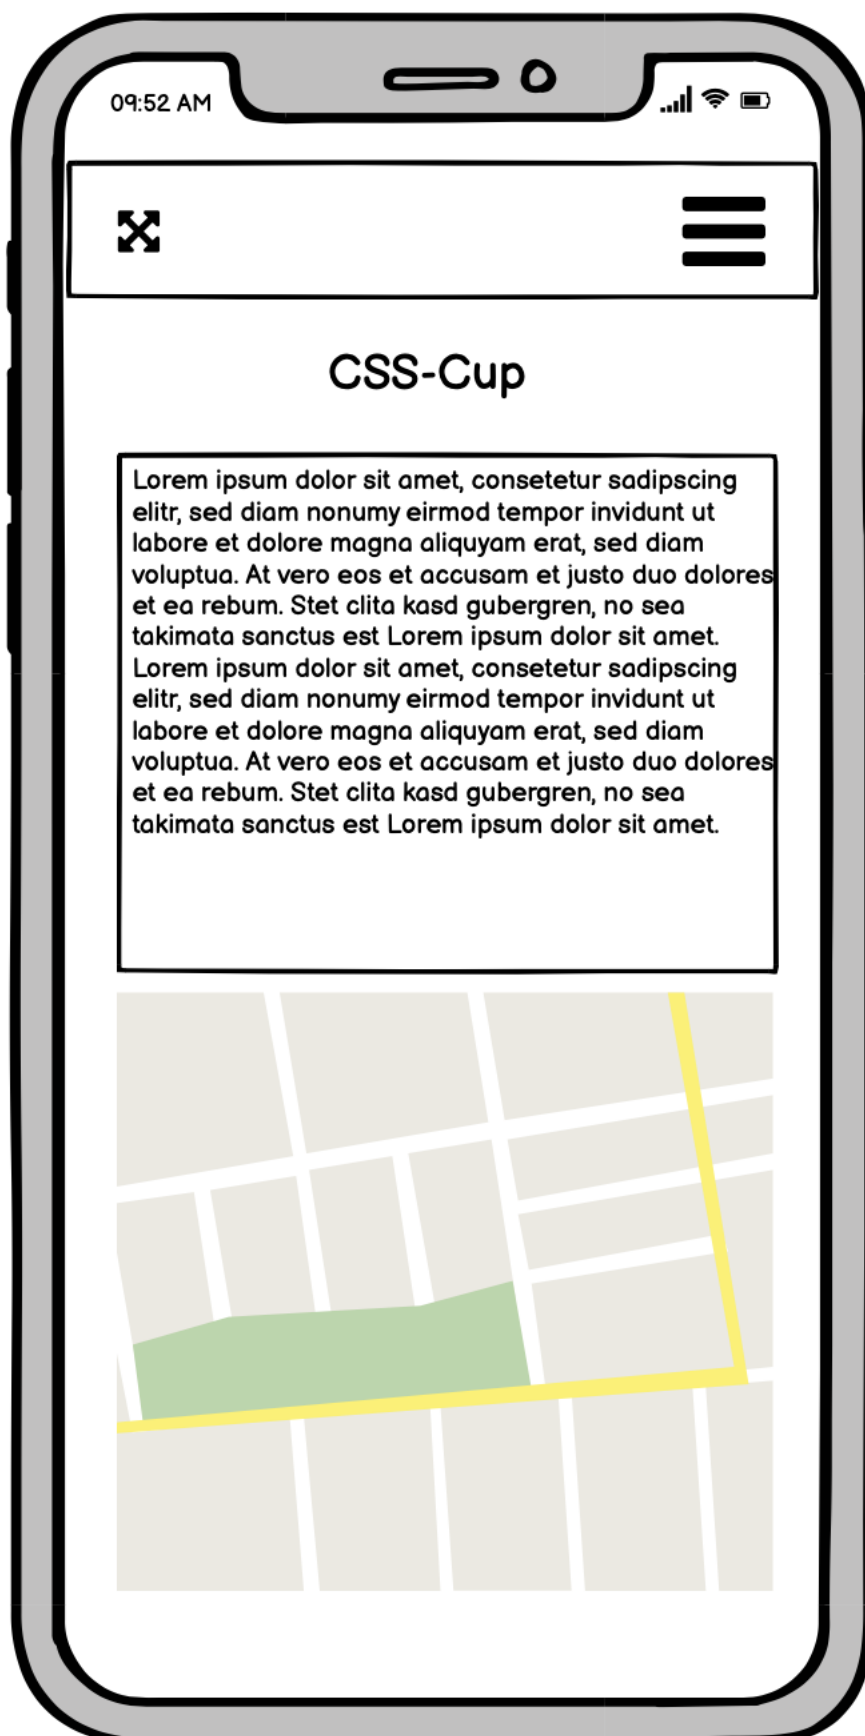 09:52 AM
CSS-Cup
Lorem ipsum dolor sit amet, consetetur sadipscing
elitr, sed diam nonumy eirmod tempor invidunt ut
labore et dolore magna aliquyam erat, sed diam
voluptua. At vero eos et accusam et justo duo dolores
et ea rebum. Stet clita kasd gubergren, no sea
takimata sanctus est Lorem ipsum dolor sit amet.
Lorem ipsum dolor sit amet, consetetur sadipscing
elitr, sed diam nonumy eirmod tempor invidunt ut
labore et dolore magna aliquyam erat, sed diam
voluptua. At vero eos et accusam et justo duo dolores
et ea rebum. Stet clita kasd gubergren, no sea
takimata sanctus est Lorem ipsum dolor sit amet.